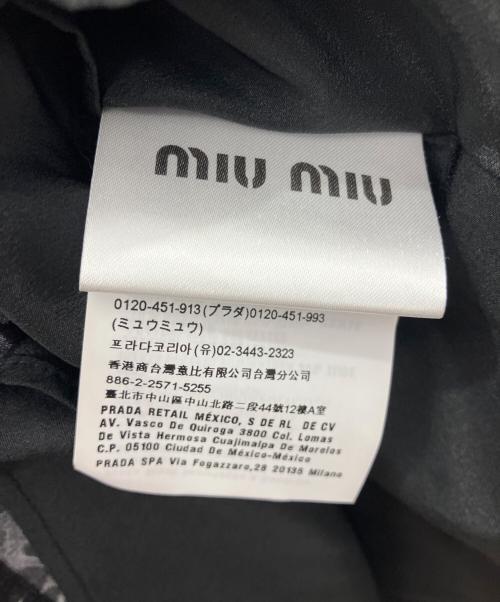 miu miu
0120-451-913(プラダ)0120-451-993
(ミュウミュウ)
프라다코리아(유)02-3443-2323
香港商台灣意比有限公司台灣分公司
886-2-2571-5255
臺北市中山區中山北路二段44號12樓A室
PRADA RETAIL MÉXICO, S DE RL DE CV
AV. Vasco De Quiroga 3800 Col. Lomas
De Vista Hermosa Cuajimalpa De Morelos
C.P. 05100 Ciudad De México-México
PRADA SPA Via Fogazzaro,28 20135 Milano